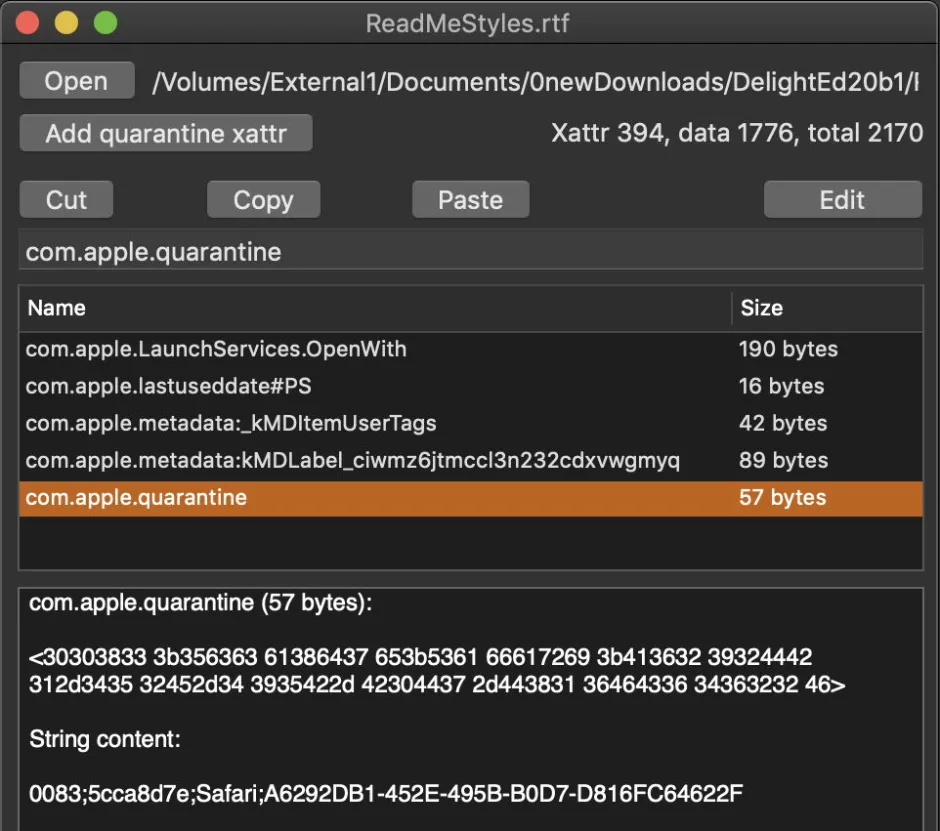 ReadMeStyles.rtf
Open /Volumes/External1/Documents/0newDownloads/DelightEd20b1/
Add quarantine xattr Xattr 394, data 1776, total 2170
Cut Copy Paste Edit
com.apple.quarantine
Name Size
com.apple.LaunchServices.OpenWith 190 bytes
com.apple.lastuseddate#PS 16 bytes
com.apple.metadata:_kMDItemUserTags 42 bytes
com.apple.metadata:kMDLabel_ciwmz6jtmccl3n232cdxvwgmyq 89 bytes
com.apple.quarantine 57 bytes
com.apple.quarantine (57 bytes):
<30303833 3b356363 61386437 653b5361 66617269 3b413632 39324442
312d3435 32452d34 3935422d 42304437 2d443831 36464336 34363232 46>
String content:
0083;5cca8d7e;Safari;A6292DB1-452E-495B-B0D7-D816FC64622F